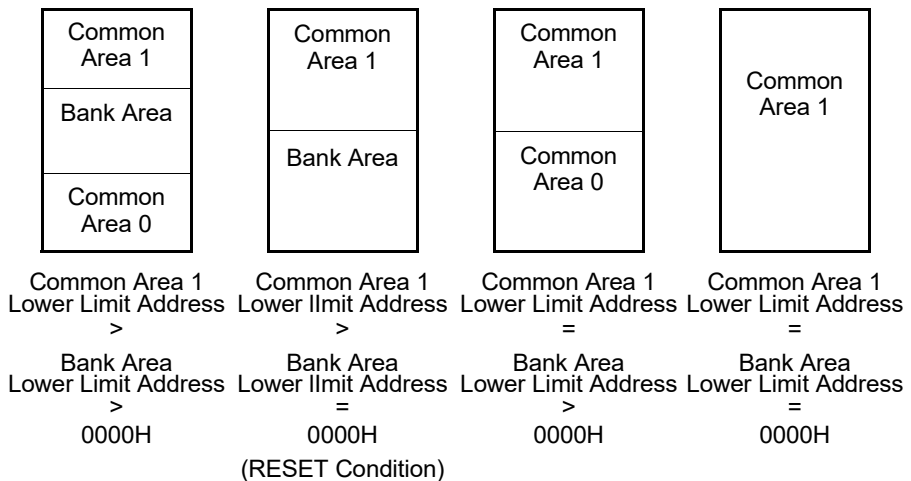 Common
Area 1
Bank Area
Common
Area 0
Common
Area 1
Bank Area
Common
Area 1
Common
Area 0
Common
Area 1
Common Area 1
Lower Limit Address
>
Bank Area
Lower Limit Address
>
0000H
Common Area 1
Lower lImit Address
>
Bank Area
Lower lImit Address
=
0000H
(RESET Condition)
Common Area 1
Lower Limit Address
=
Bank Area
Lower Limit Address
>
0000H
Common Area 1
Lower Limit Address
=
Bank Area
Lower Limit Address
=
0000H